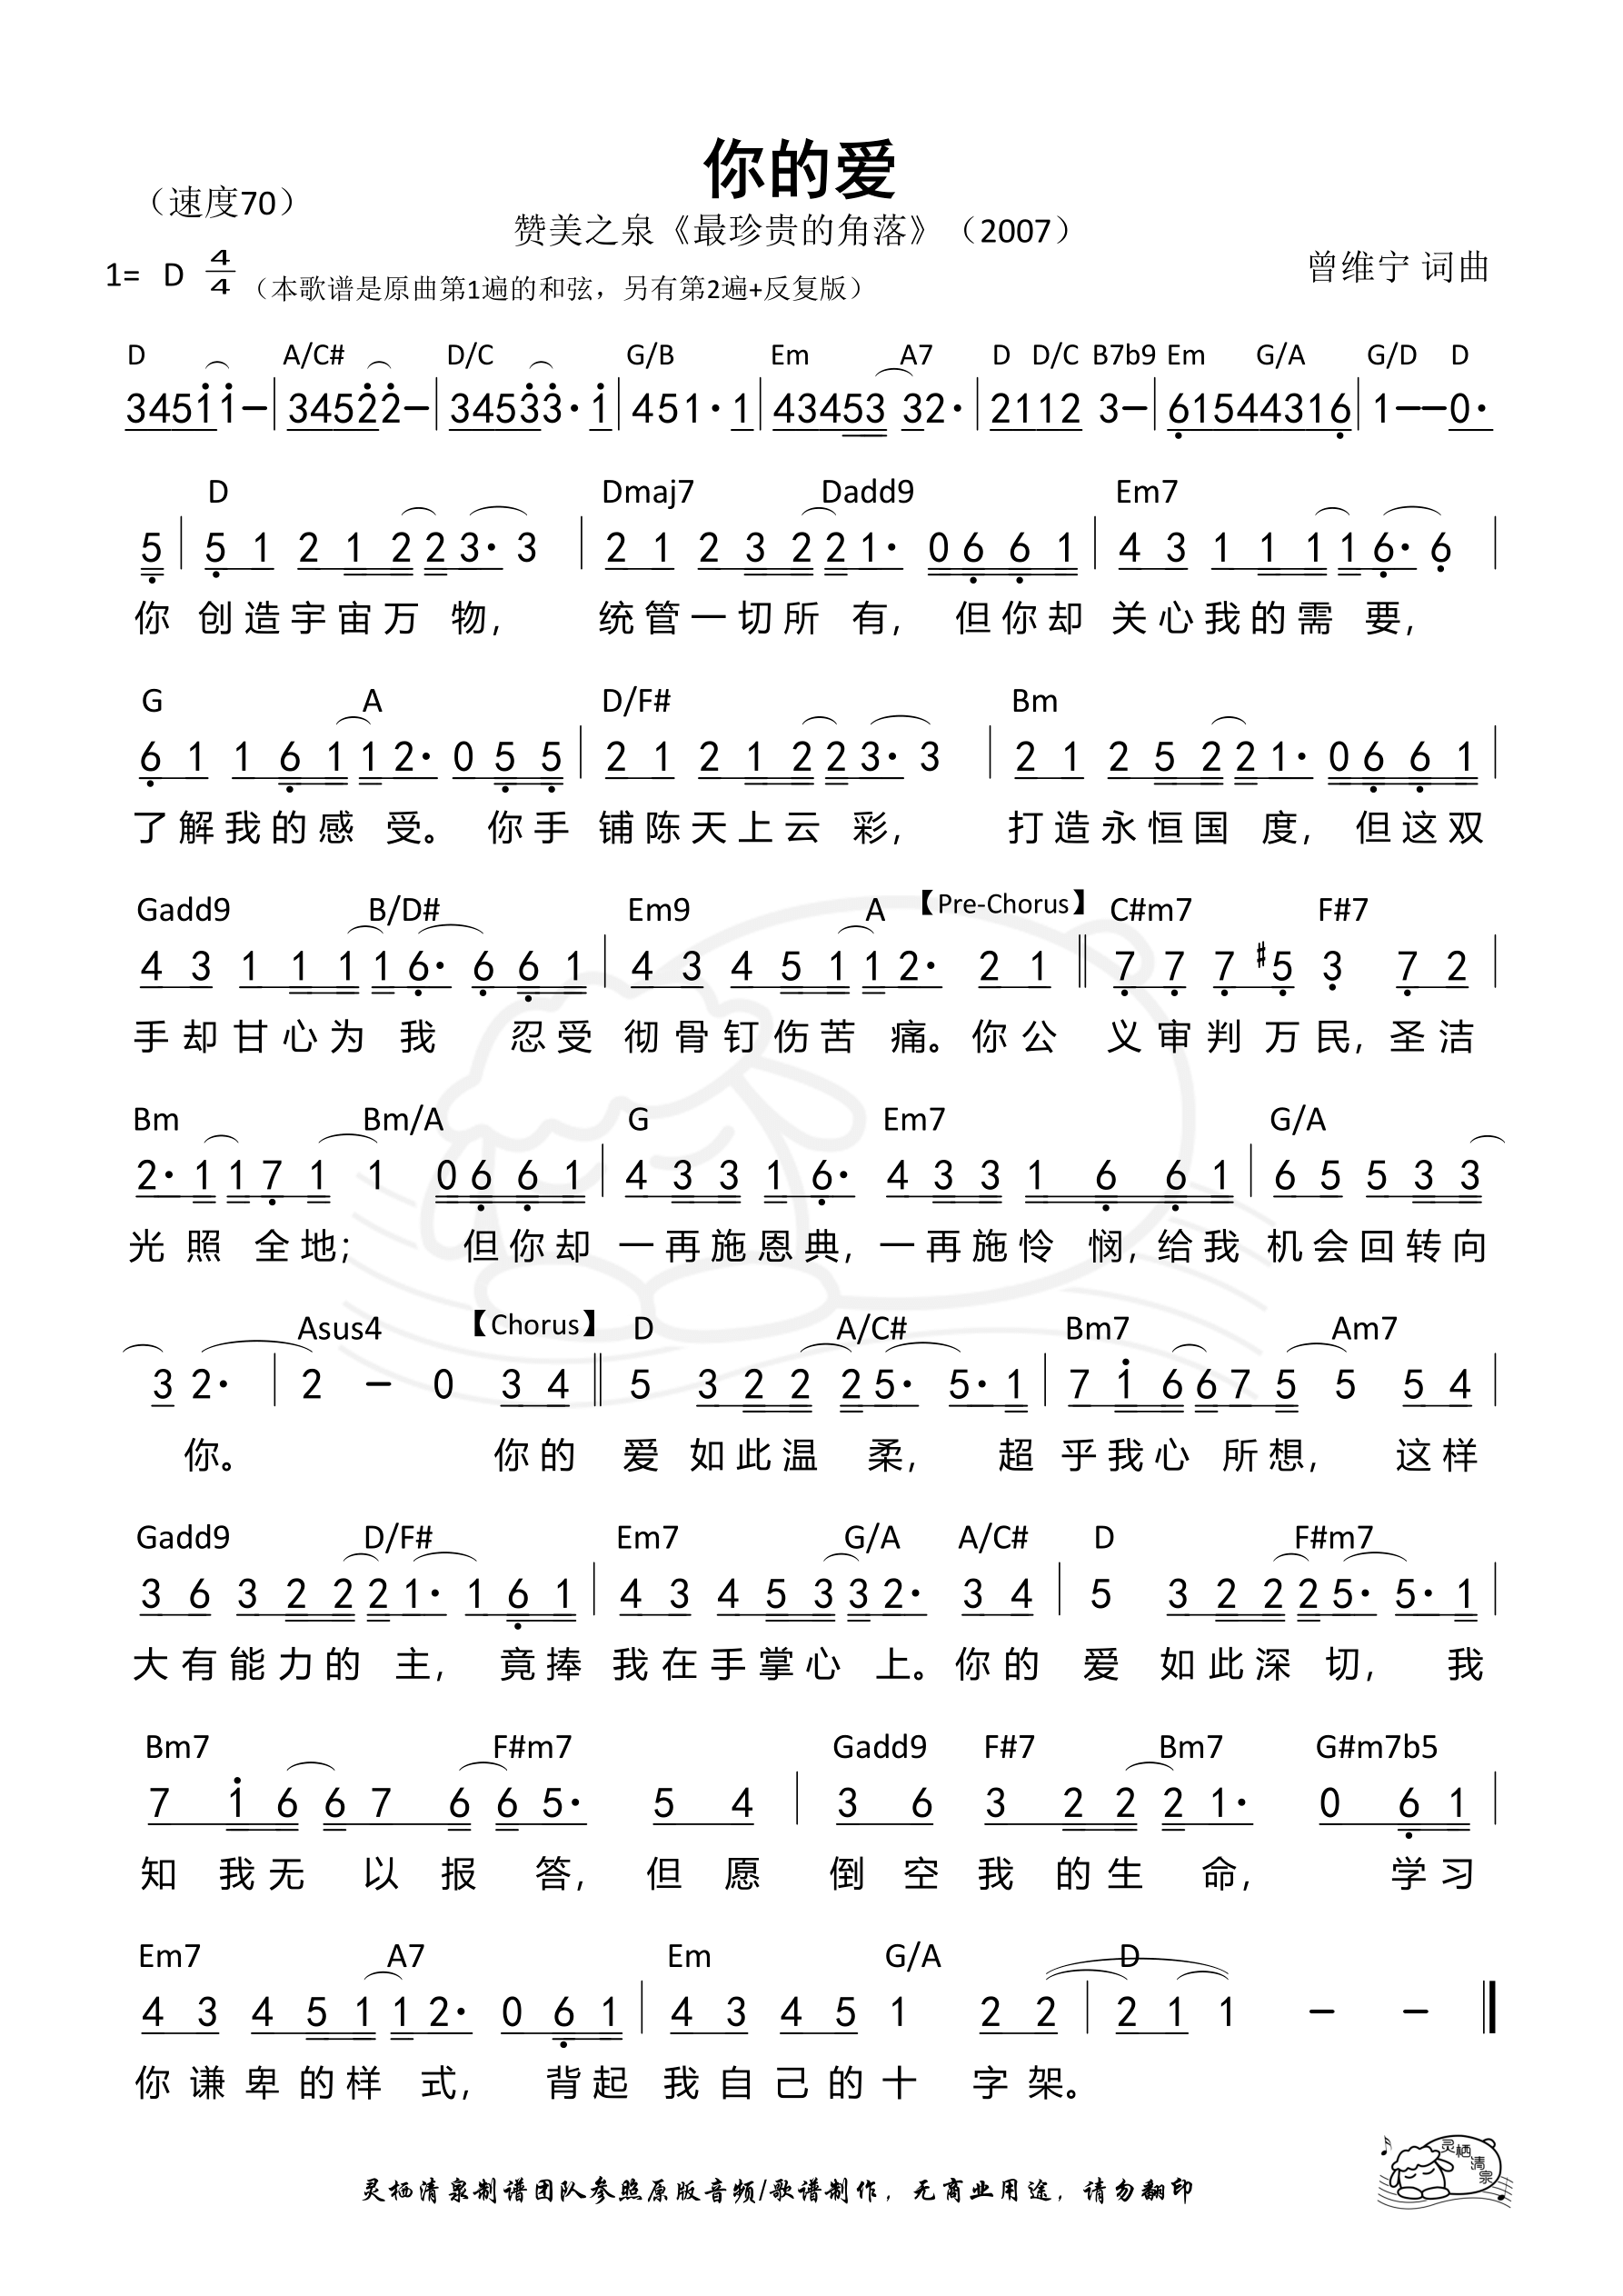 你的爱
（速度70）
赞美之泉《最珍贵的角落》（2007）
1= D 4/4 （本歌谱是原曲第1遍的和弦，另有第2遍+反复版）
曾维宁 词曲
D A/C# D/C G/B Em A7 D D/C B7b9 Em G/A G/D D
3451̇1̇– | 3452̇2̇– | 3453̇3̇· 1̇ | 451· 1 | 43453 32· | 2112 3– | 6̣154431 6̣ | 1––0·
D Dmaj7 Dadd9 Em7
5̣ | 5̣ 1 2 1 2 2 3· 3 | 2 1 2 3 2 2 1· 0 6̣ 6̣ 1 | 4 3 1 1 1 1 6̣· 6̣ |
你 创造宇宙万 物, 统管一切所 有, 但你却 关心我的需 要,
G A D/F# Bm
6̣ 1 1 6̣ 1 1 2· 0 5̣ 5̣ | 2 1 2 1 2 2 3· 3 | 2 1 2 5 2 2 1· 0 6̣ 6̣ 1 |
了解我的感 受。 你手 铺陈天上云 彩, 打造永恒国 度, 但这双
Gadd9 B/D# Em9 A 【Pre-Chorus】 C#m7 F#7
4 3 1 1 1 1 6̣· 6̣ 6̣ 1 | 4 3 4 5 1 1 2· 2 1 || 7̣ 7̣ 7̣ #5̣ 3̣ 7̣ 2 |
手却甘心为 我 忍受 彻骨钉伤苦 痛。你公 义审判万民, 圣洁
Bm Bm/A G Em7 G/A
2· 1 1 7̣ 1 1 0 6̣ 6̣ 1 | 4 3 3 1 6̣· 4 3 3 1 6̣ 6̣ 1 | 6 5 5 3 3
光照 全地; 但你却 一再施恩典, 一再施怜 悯, 给我 机会回转向
Asus4 【Chorus】 D A/C# Bm7 Am7
3 2· | 2 – 0 3 4 || 5 3 2 2 2 5· 5· 1 | 7 1̇ 6 6 7 5 5 5 4 |
你。 你的 爱 如此温 柔, 超 乎我心 所想, 这样
Gadd9 D/F# Em7 G/A A/C# D F#m7
3 6 3 2 2 2 1· 1 6̣ 1 | 4 3 4 5 3 3 2· 3 4 | 5 3 2 2 2 5· 5· 1 |
大有能力的 主, 竟捧 我在手掌心 上。你的 爱 如此深 切, 我
Bm7 F#m7 Gadd9 F#7 Bm7 G#m7b5
7 1̇ 6 6 7 6 6 5· 5 4 | 3 6 3 2 2 2 1· 0 6̣ 1 |
知 我无 以 报 答, 但 愿 倒 空 我 的生 命, 学习
Em7 A7 Em G/A D
4 3 4 5 1 1 2· 0 6̣ 1 | 4 3 4 5 1 2 2 | 2 1 1 – – ||
你谦卑的样 式, 背起 我自己的十 字架。
灵栖清泉制谱团队参照原版音频/歌谱制作，无商业用途，请勿翻印
灵栖清泉